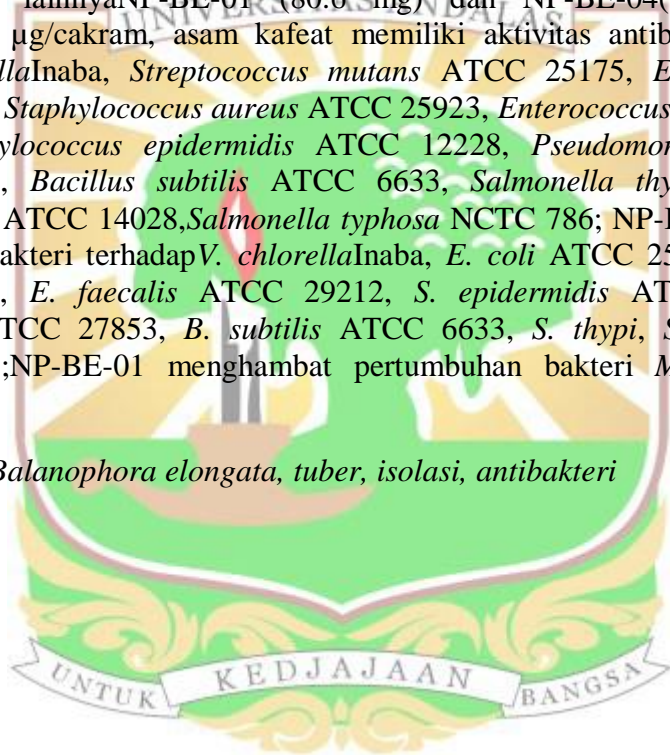 lainnyaNP-BE-01 (80.6 mg) dan NP-BE-04(
UNIVERSITAS ANDALAS
µg/cakram, asam kafeat memiliki aktivitas antib
llaInaba, Streptococcus mutans ATCC 25175, E
Staphylococcus aureus ATCC 25923, Enterococcus
ylococcus epidermidis ATCC 12228, Pseudomon
, Bacillus subtilis ATCC 6633, Salmonella thy
ATCC 14028,Salmonella typhosa NCTC 786; NP-I
bakteri terhadapV. chlorellaInaba, E. coli ATCC 25
, E. faecalis ATCC 29212, S. epidermidis AT
TCC 27853, B. subtilis ATCC 6633, S. thypi, S
;NP-BE-01 menghambat pertumbuhan bakteri M
Balanophora elongata, tuber, isolasi, antibakteri
UNTUK KEDJAJAAN BANGSA